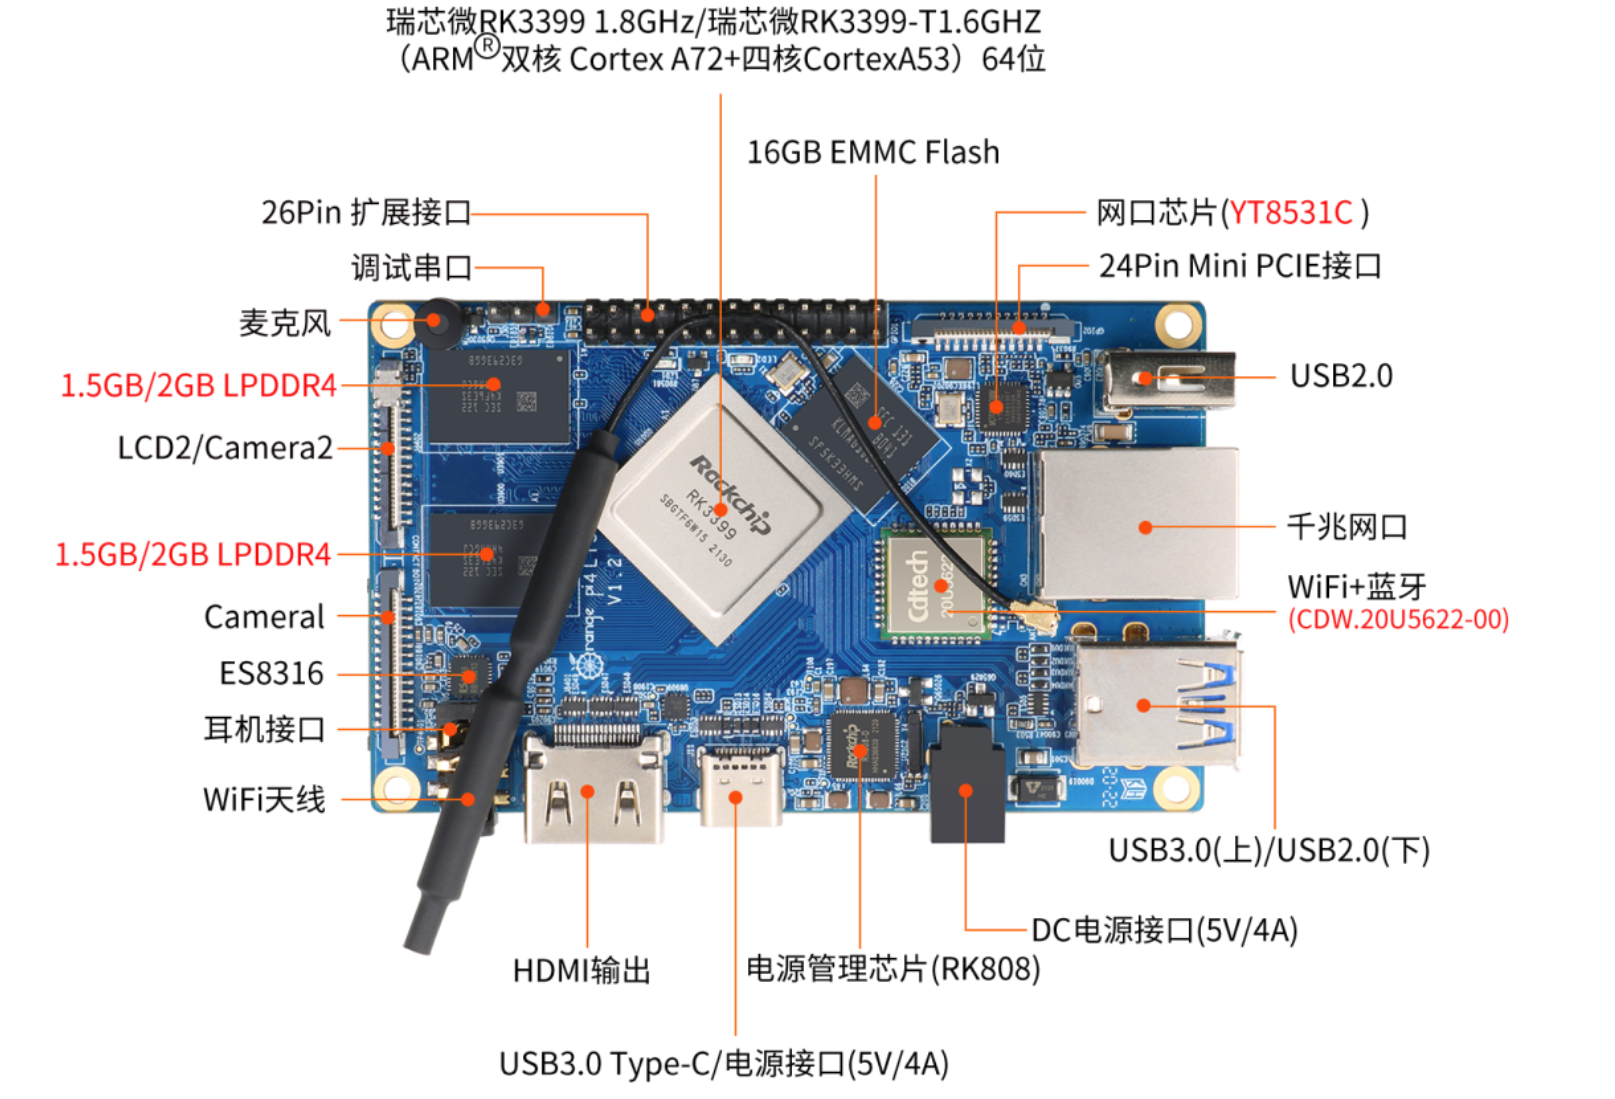 瑞芯微RK3399 1.8GHz/瑞芯微RK3399-T1.6GHZ
（ARM®双核 Cortex A72+四核CortexA53）64位
16GB EMMC Flash
26Pin 扩展接口
网口芯片(YT8531C )
调试串口
24Pin Mini PCIE接口
麦克风
1.5GB/2GB LPDDR4
USB2.0
LCD2/Camera2
千兆网口
1.5GB/2GB LPDDR4
WiFi+蓝牙
(CDW.20U5622-00)
Cameral
ES8316
耳机接口
WiFi天线
USB3.0(上)/USB2.0(下)
DC电源接口(5V/4A)
HDMI输出
电源管理芯片(RK808)
USB3.0 Type-C/电源接口(5V/4A)
Rockchip
RK3399
SBGTF6W15 2130
Cdtech
V1.2
Rockchip